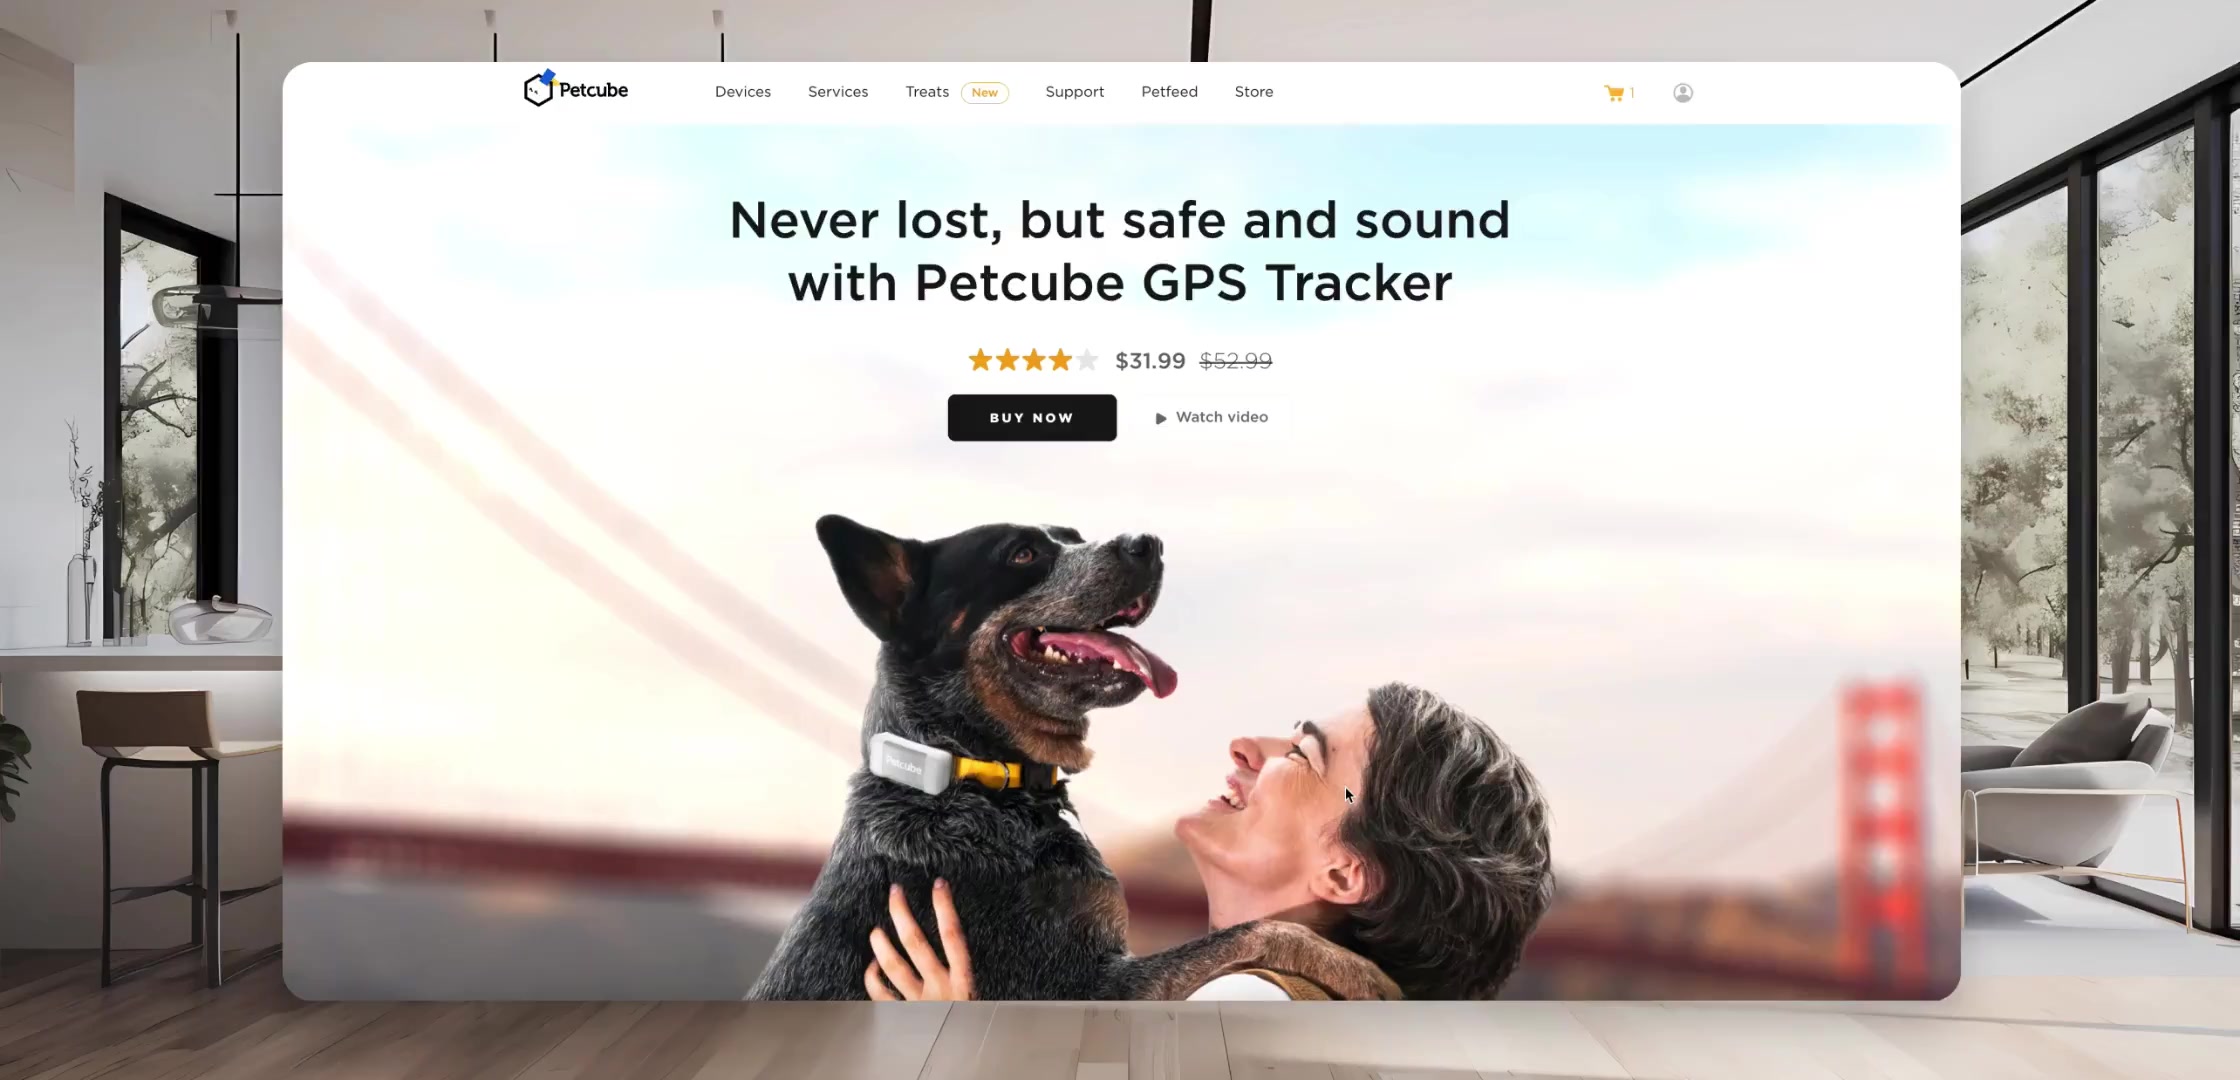 Petcube
Devices
Services
Treats
New
Support
Petfeed
Store
1
Never lost, but safe and sound
with Petcube GPS Tracker
$31.99 $52.99
BUY NOW
Watch video
Petcube